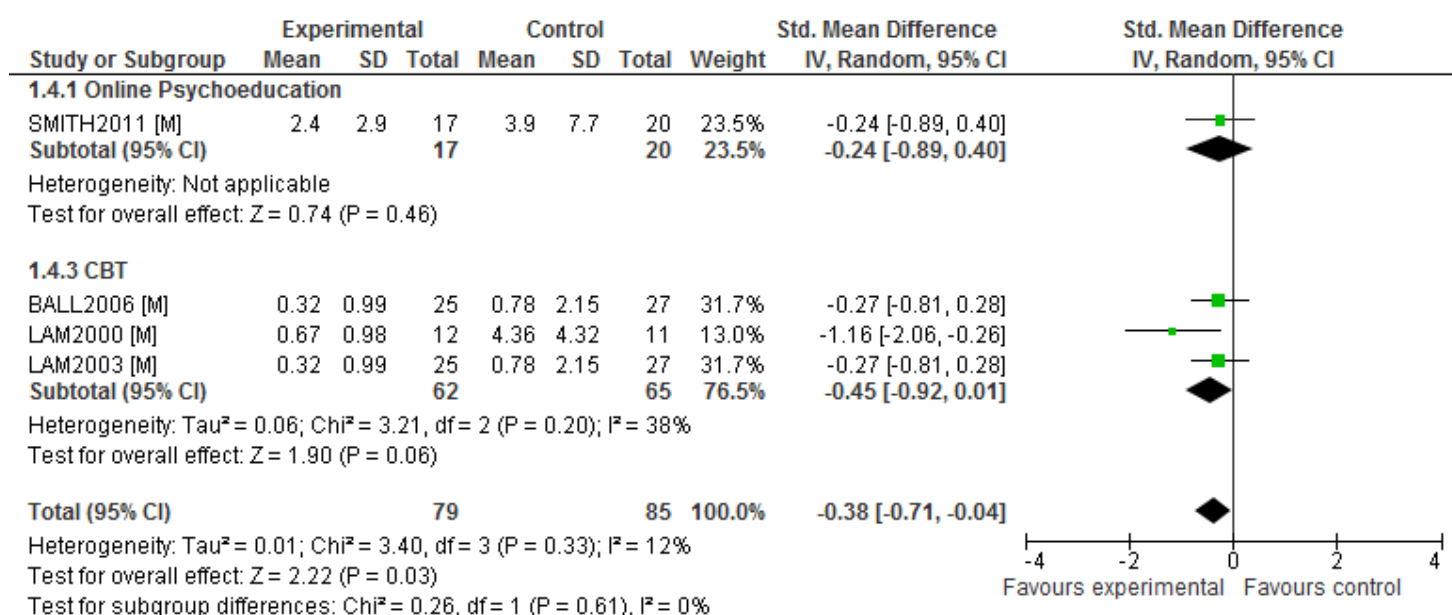 Experimental Control Std. Mean Difference Std. Mean Difference
Study or Subgroup Mean SD Total Mean SD Total Weight IV, Random, 95% CI IV, Random, 95% CI
1.4.1 Online Psychoeducation
SMITH2011 [M] 2.4 2.9 17 3.9 7.7 20 23.5% -0.24 [-0.89, 0.40]
Subtotal (95% CI) 17 20 23.5% -0.24 [-0.89, 0.40]
Heterogeneity: Not applicable
Test for overall effect: Z = 0.74 (P = 0.46)
1.4.3 CBT
BALL2006 [M] 0.32 0.99 25 0.78 2.15 27 31.7% -0.27 [-0.81, 0.28]
LAM2000 [M] 0.67 0.98 12 4.36 4.32 11 13.0% -1.16 [-2.06, -0.26]
LAM2003 [M] 0.32 0.99 25 0.78 2.15 27 31.7% -0.27 [-0.81, 0.28]
Subtotal (95% CI) 62 65 76.5% -0.45 [-0.92, 0.01]
Heterogeneity: Tau² = 0.06; Chi² = 3.21, df = 2 (P = 0.20); I² = 38%
Test for overall effect: Z = 1.90 (P = 0.06)
Total (95% CI) 79 85 100.0% -0.38 [-0.71, -0.04]
Heterogeneity: Tau² = 0.01; Chi² = 3.40, df = 3 (P = 0.33); I² = 12%
Test for overall effect: Z = 2.22 (P = 0.03)
Test for subgroup differences: Chi² = 0.26, df = 1 (P = 0.61), I² = 0%
-4 -2 0 2 4
Favours experimental Favours control